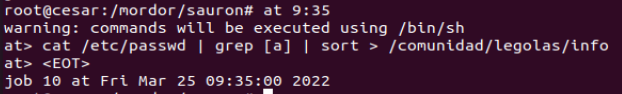 root@cesar:/mordor/sauron# at 9:35
warning: commands will be executed using /bin/sh
at> cat /etc/passwd | grep [a] | sort > /comunidad/legolas/info
at> <EOT>
job 10 at Fri Mar 25 09:35:00 2022